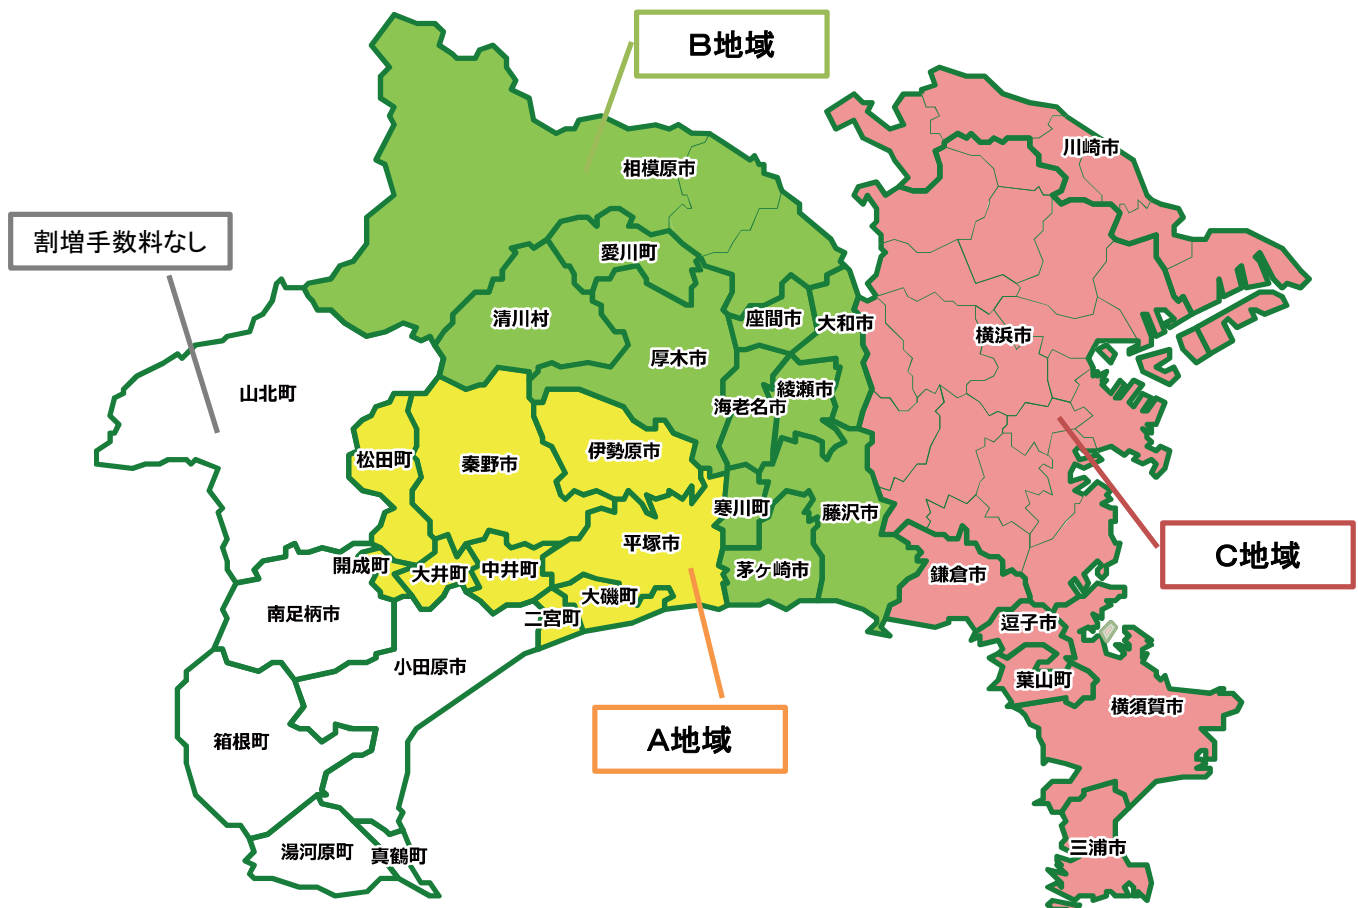 B地域
川崎市
相模原市
割増手数料なし
愛川町
清川村
座間市
大和市
横浜市
厚木市
山北町
綾瀬市
海老名市
伊勢原市
松田町
秦野市
寒川町
藤沢市
平塚市
C地域
開成町
大井町
中井町
茅ヶ崎市
鎌倉市
大磯町
南足柄市
二宮町
逗子市
小田原市
葉山町
横須賀市
箱根町
A地域
三浦市
湯河原町
真鶴町